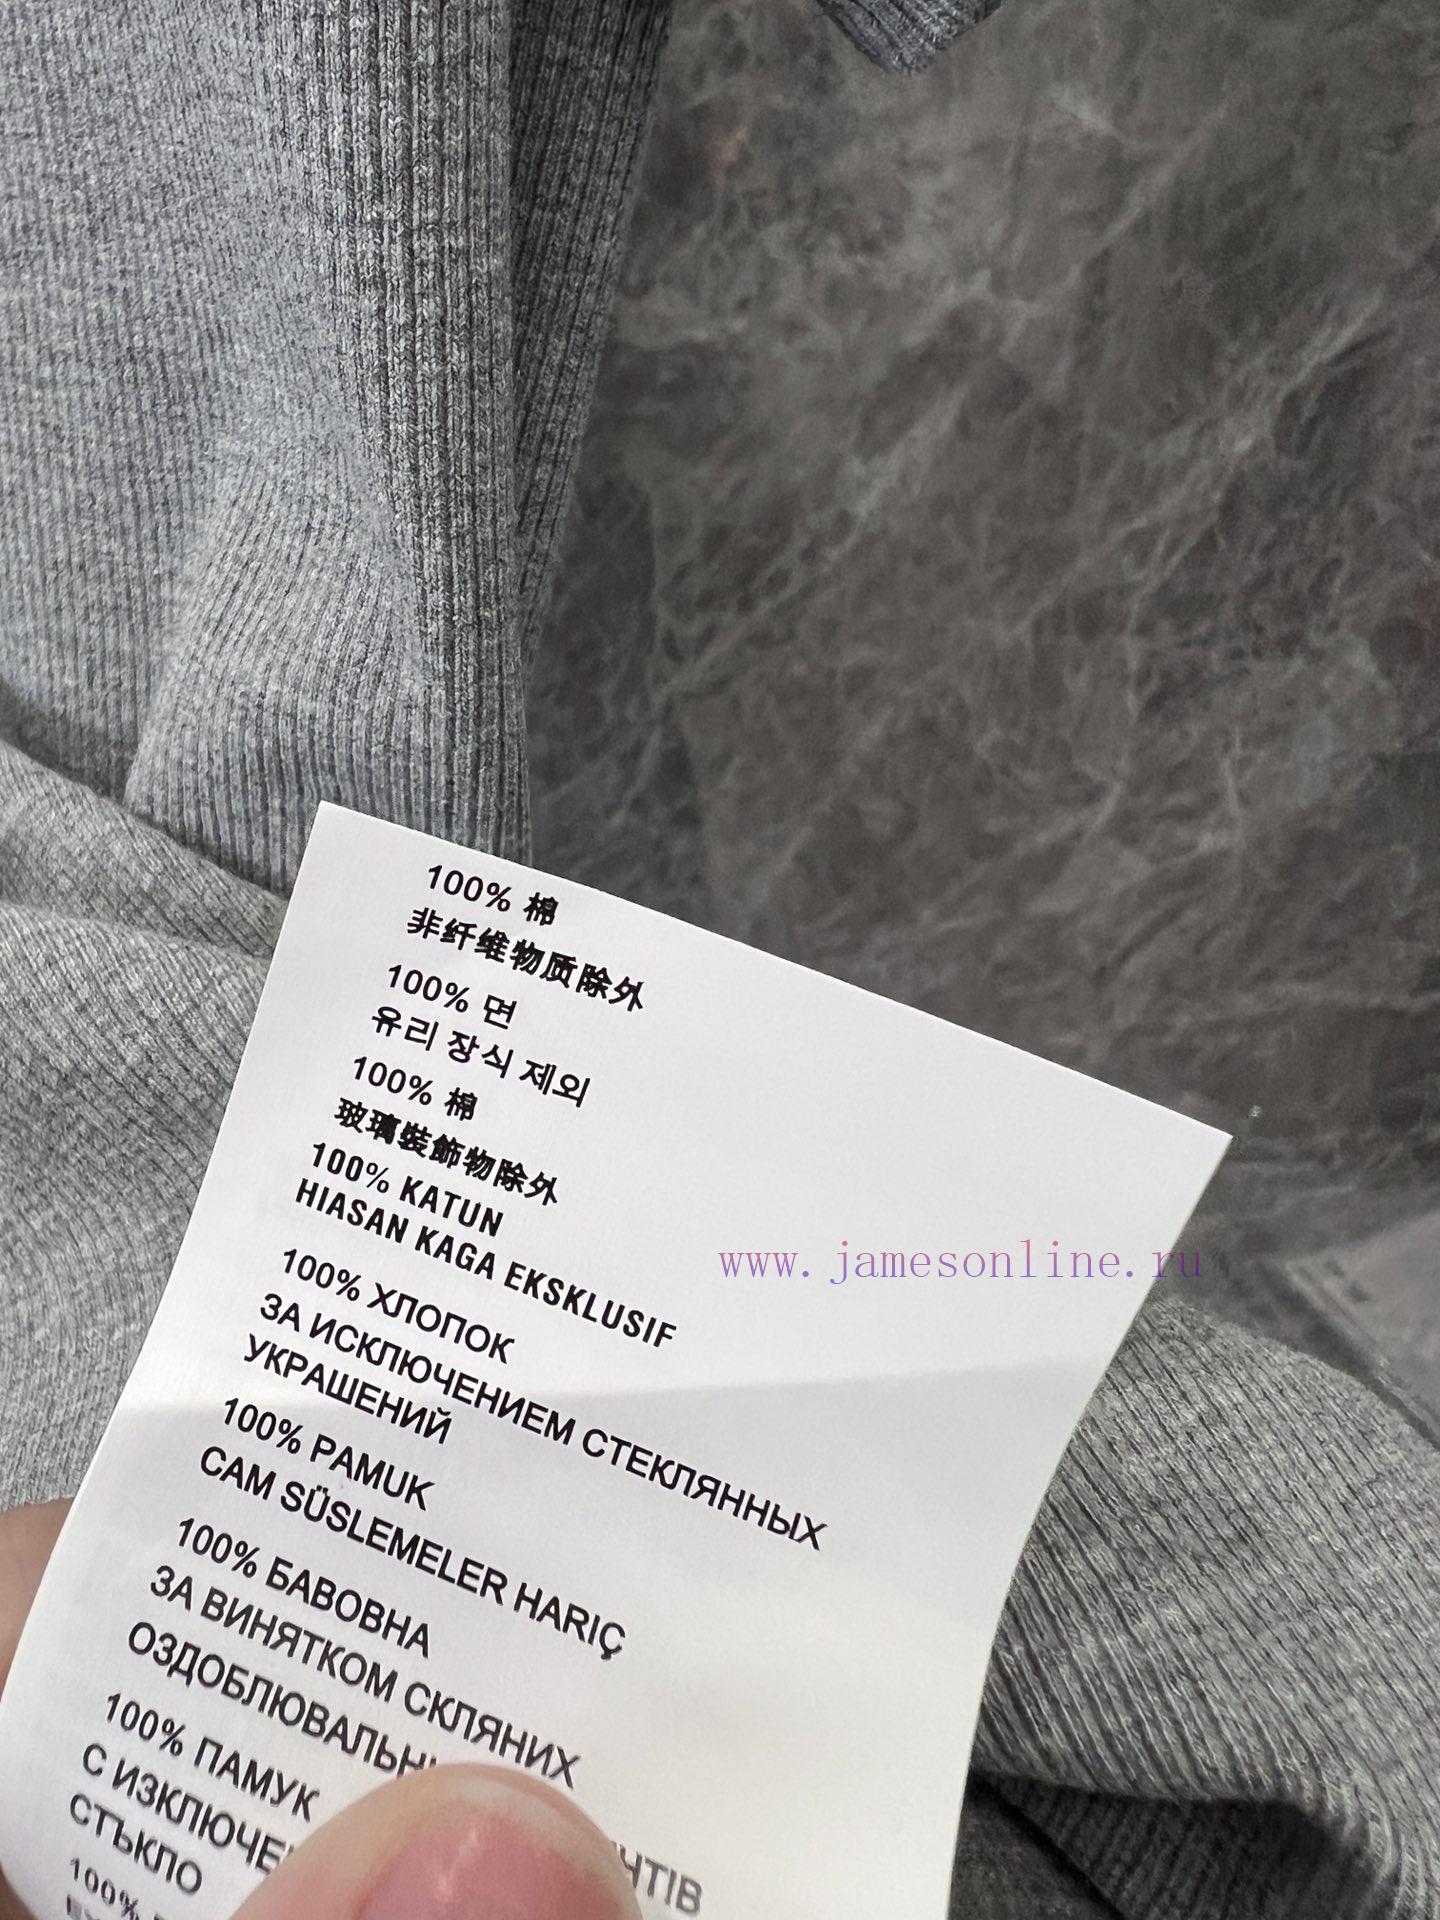 100% 棉
非纤维物质除外
100% 면
유리 장식 제외
100% 棉
玻璃裝飾物除外
100% KATUN
HIASAN KAGA EKSKLUSIF
100% ХЛОПОК
ЗА ИСКЛЮЧЕНИЕМ СТЕКЛЯННЫХ
УКРАШЕНИЙ
100% PAMUK
CAM SÜSLEMELER HARIÇ
100% БАВОВНА
ЗА ВИНЯТКОМ СКЛЯНИХ
100% ПАМУК
С
СТЪКЛО
100%
www.jamesonline.ru